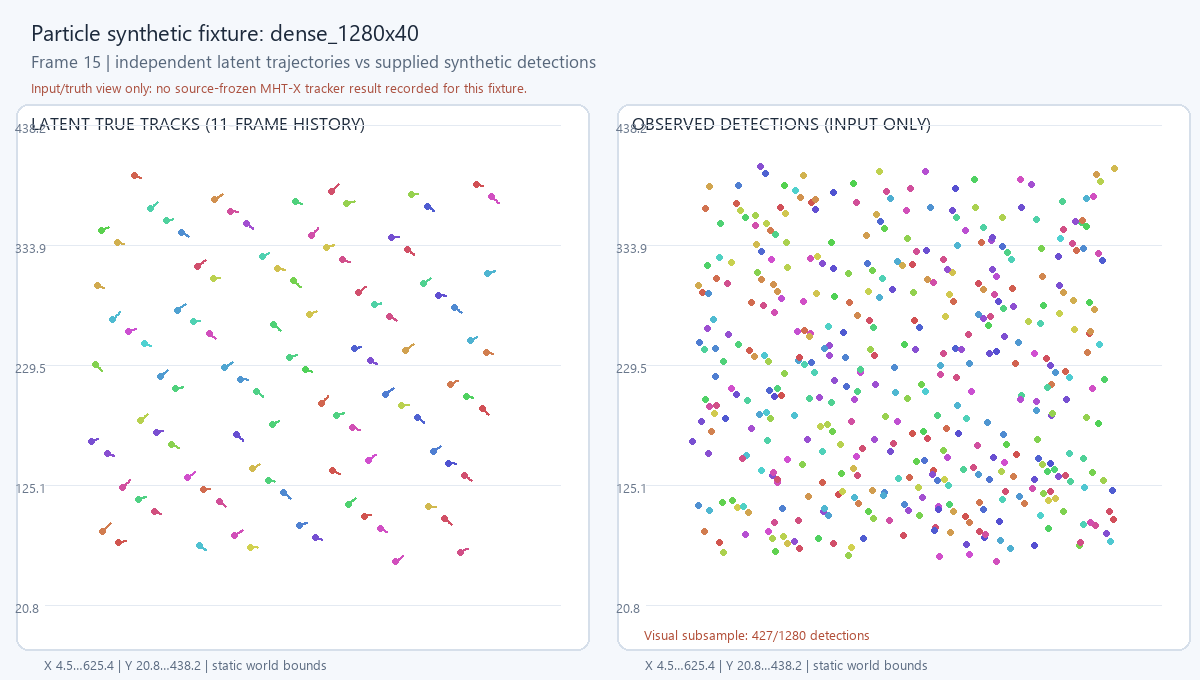 Particle synthetic fixture: dense_1280x40
Frame 15 | independent latent trajectories vs supplied synthetic detections
Input/truth view only: no source-frozen MHT-X tracker result recorded for this fixture.
LATENT TRUE TRACKS (11-FRAME HISTORY)
438.2
333.9
229.5
125.1
20.8
X 4.5...625.4 | Y 20.8...438.2 | static world bounds
OBSERVED DETECTIONS (INPUT ONLY)
438.2
333.9
229.5
125.1
20.8
Visual subsample: 427/1280 detections
X 4.5...625.4 | Y 20.8...438.2 | static world bounds